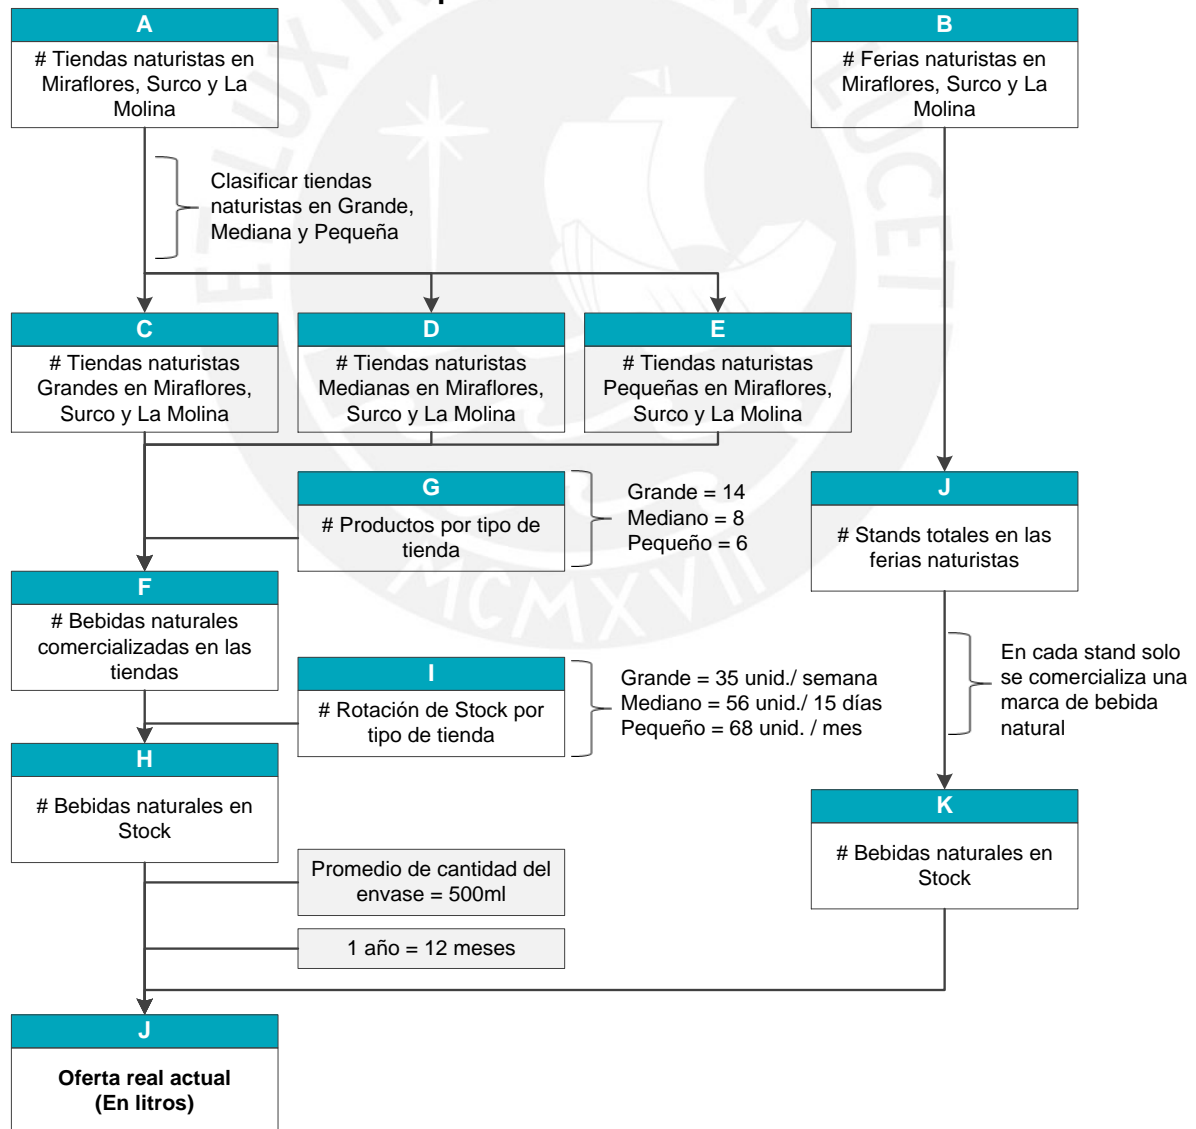 A
# Tiendas naturistas en
Miraflores, Surco y La
Molina
B
# Ferias naturistas en
Miraflores, Surco y La
Molina
Clasificar tiendas
naturistas en Grande,
Mediana y Pequeña
C
# Tiendas naturistas
Grandes en Miraflores,
Surco y La Molina
D
# Tiendas naturistas
Medianas en Miraflores,
Surco y La Molina
E
# Tiendas naturistas
Pequeñas en Miraflores,
Surco y La Molina
G
# Productos por tipo de
tienda
Grande = 14
Mediano = 8
Pequeño = 6
J
# Stands totales en las
ferias naturistas
F
# Bebidas naturales
comercializadas en las
tiendas
I
# Rotación de Stock por
tipo de tienda
Grande = 35 unid./ semana
Mediano = 56 unid./ 15 días
Pequeño = 68 unid. / mes
En cada stand solo
se comercializa una
marca de bebida
natural
H
# Bebidas naturales en
Stock
K
# Bebidas naturales en
Stock
Promedio de cantidad del
envase = 500ml
1 año = 12 meses
J
Oferta real actual
(En litros)
MCMXVII